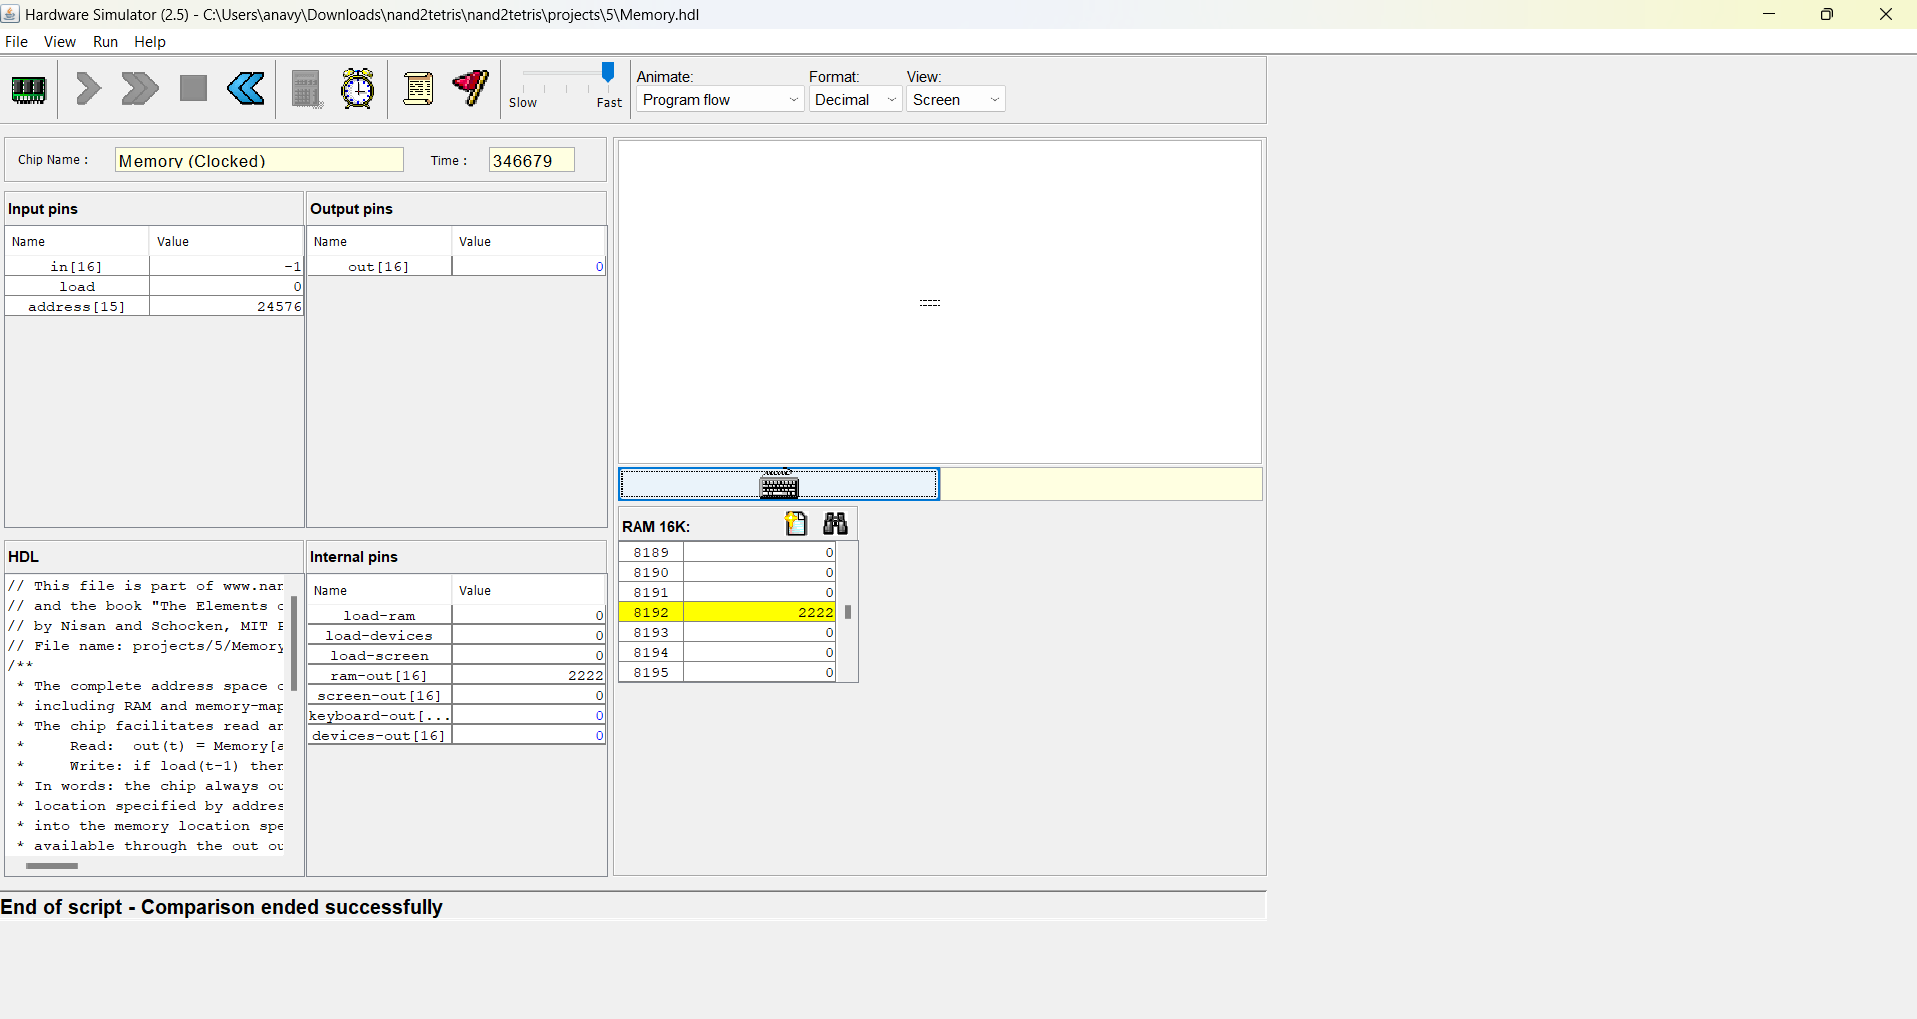 Hardware Simulator (2.5) - C:\Users\anavy\Downloads\nand2tetris\nand2tetris\projects\5\Memory.hdl
File View Run Help
Slow Fast
Animate: Format: View:
Program flow Decimal Screen
Chip Name : Memory (Clocked) Time : 346679
Input pins
Name Value
in[16] -1
load 0
address[15] 24576
Output pins
Name Value
out[16] 0
HDL
// This file is part of www.nan
// and the book "The Elements o
// by Nisan and Schocken, MIT P
// File name: projects/5/Memory
/**
* The complete address space o
* including RAM and memory-map
* The chip facilitates read an
* Read: out(t) = Memory[a
* Write: if load(t-1) then
* In words: the chip always ou
* location specified by addres
* into the memory location spe
* available through the out ou
Internal pins
Name Value
load-ram 0
load-devices 0
load-screen 0
ram-out[16] 2222
screen-out[16] 0
keyboard-out[... 0
devices-out[16] 0
RAM 16K:
8189 0
8190 0
8191 0
8192 2222
8193 0
8194 0
8195 0
End of script - Comparison ended successfully